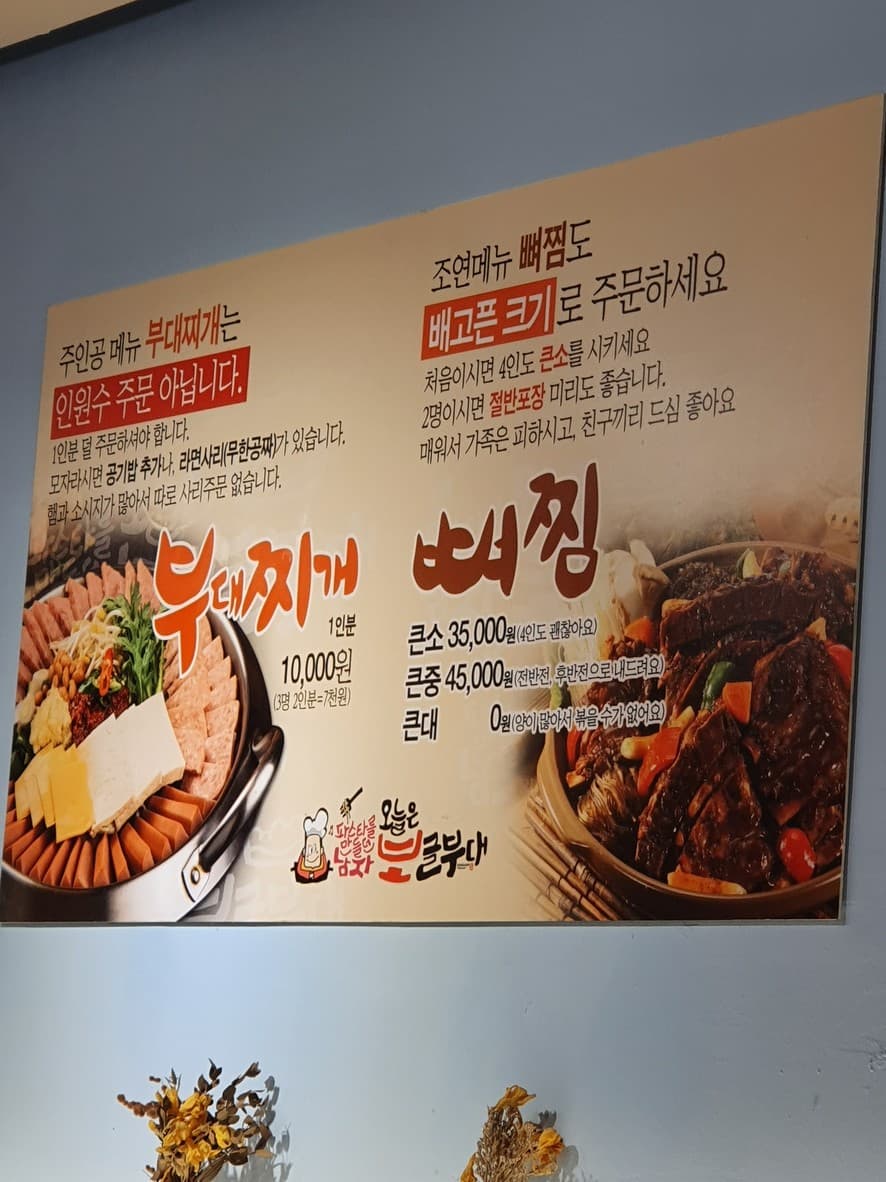 주인공 메뉴 부대찌개는
인원수 주문 아닙니다.
1인분 덜 주문하셔야 합니다.
모자라시면 공기밥 추가나, 라면사리(무한공짜)가 있습니다.
햄과 소시지가 많아서 따로 사리주문 없습니다.
부대찌개
1인분
10,000원
(3명 2인분=7천원)
조연메뉴 뼈찜도
배고픈 크기로 주문하세요
처음이시면 4인도 큰소를 시키세요
2명이시면 절반포장 미리도 좋습니다.
매워서 가족은 피하시고, 친구끼리 드심 좋아요
뼈찜
큰소 35,000원(4인도 괜찮아요)
큰중 45,000원(전반전, 후반전으로 내드려요)
큰대 0원(양이 많아서 볶을 수가 없어요)
파스타를
만들던
남자
오늘은
보글부대